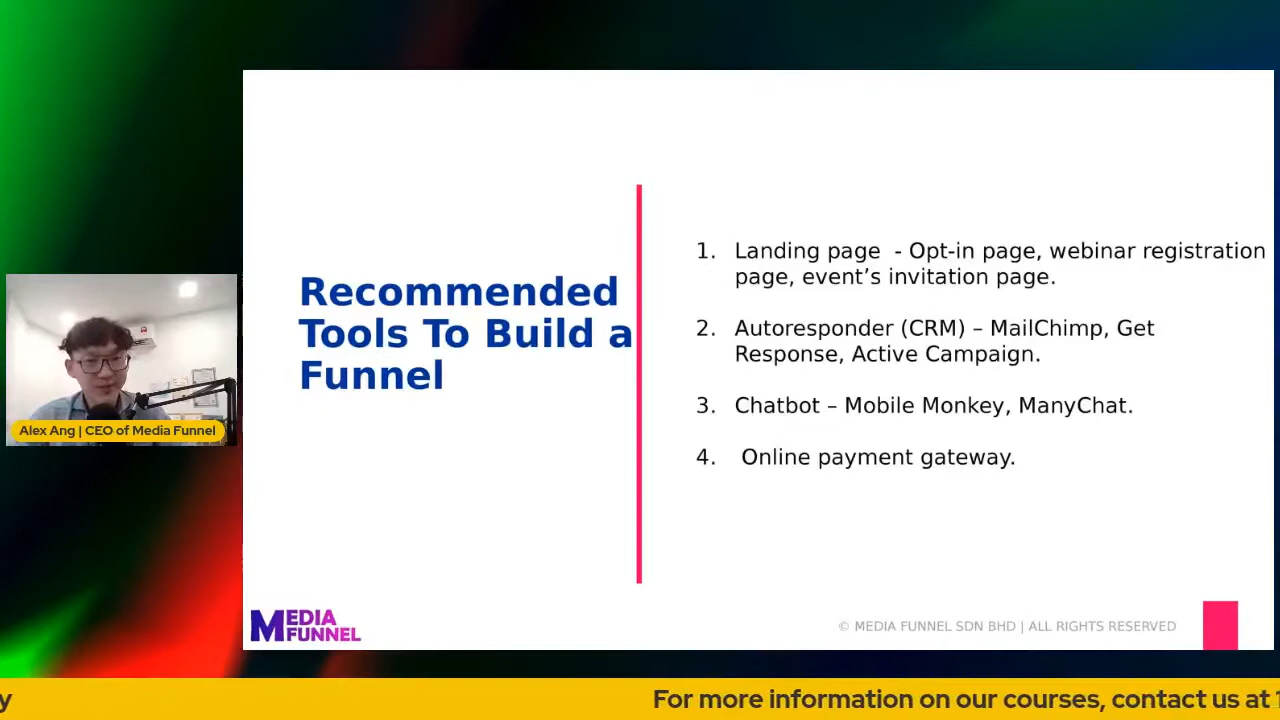 Recommended
Tools To Build a
Funnel
1. Landing page - Opt-in page, webinar registration
page, event’s invitation page.
2. Autoresponder (CRM) – MailChimp, Get
Response, Active Campaign.
3. Chatbot – Mobile Monkey, ManyChat.
4. Online payment gateway.
Alex Ang | CEO of Media Funnel
MEDIA
FUNNEL
© MEDIA FUNNEL SDN BHD | ALL RIGHTS RESERVED
y For more information on our courses, contact us at